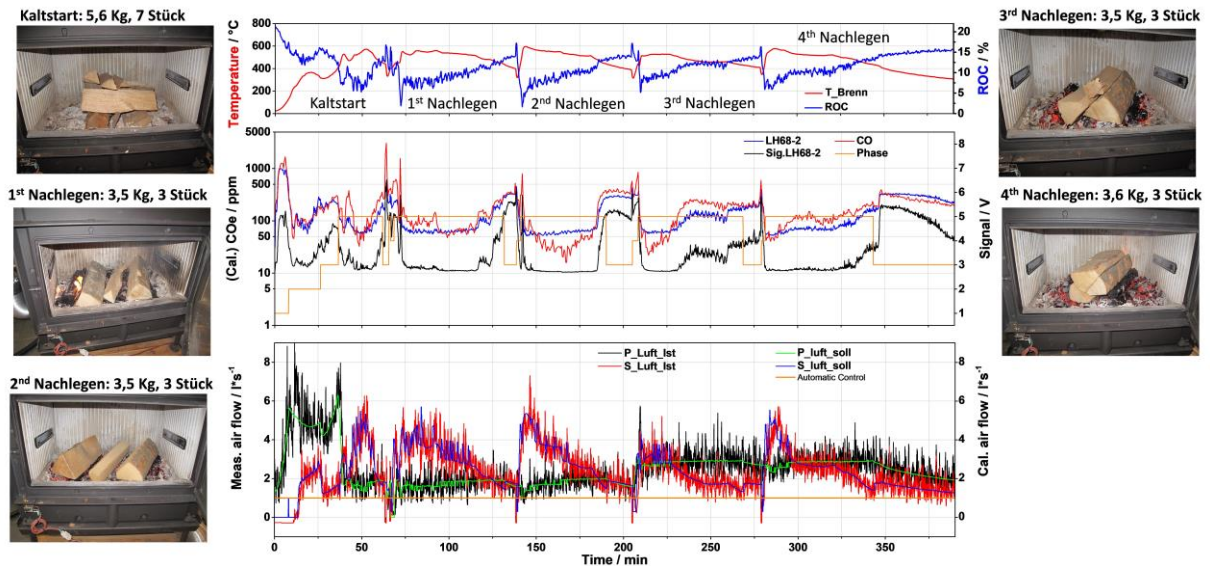 Kaltstart: 5,6 Kg, 7 Stück
1st Nachlegen: 3,5 Kg, 3 Stück
2nd Nachlegen: 3,5 Kg, 3 Stück
Temperature / °C
800
600
400
200
0
Kaltstart
1st Nachlegen
2nd Nachlegen
3rd Nachlegen
4th Nachlegen
T_Brenn
ROC
20
15
10
5
0
ROC / %
(Cal.) COe / ppm
5000
1000
500
100
50
10
5
1
LH68-2
CO
Sig.LH68-2
Phase
8
7
6
5
4
3
2
1
Signal / V
Meas. air flow / l*s⁻¹
8
6
4
2
0
P_Luft_Ist
P_luft_soll
S_Luft_Ist
S_luft_soll
Automatic Control
8
6
4
2
0
Cal. air flow / l*s⁻¹
0 50 100 150 200 250 300 350
Time / min
3rd Nachlegen: 3,5 Kg, 3 Stück
4th Nachlegen: 3,6 Kg, 3 Stück